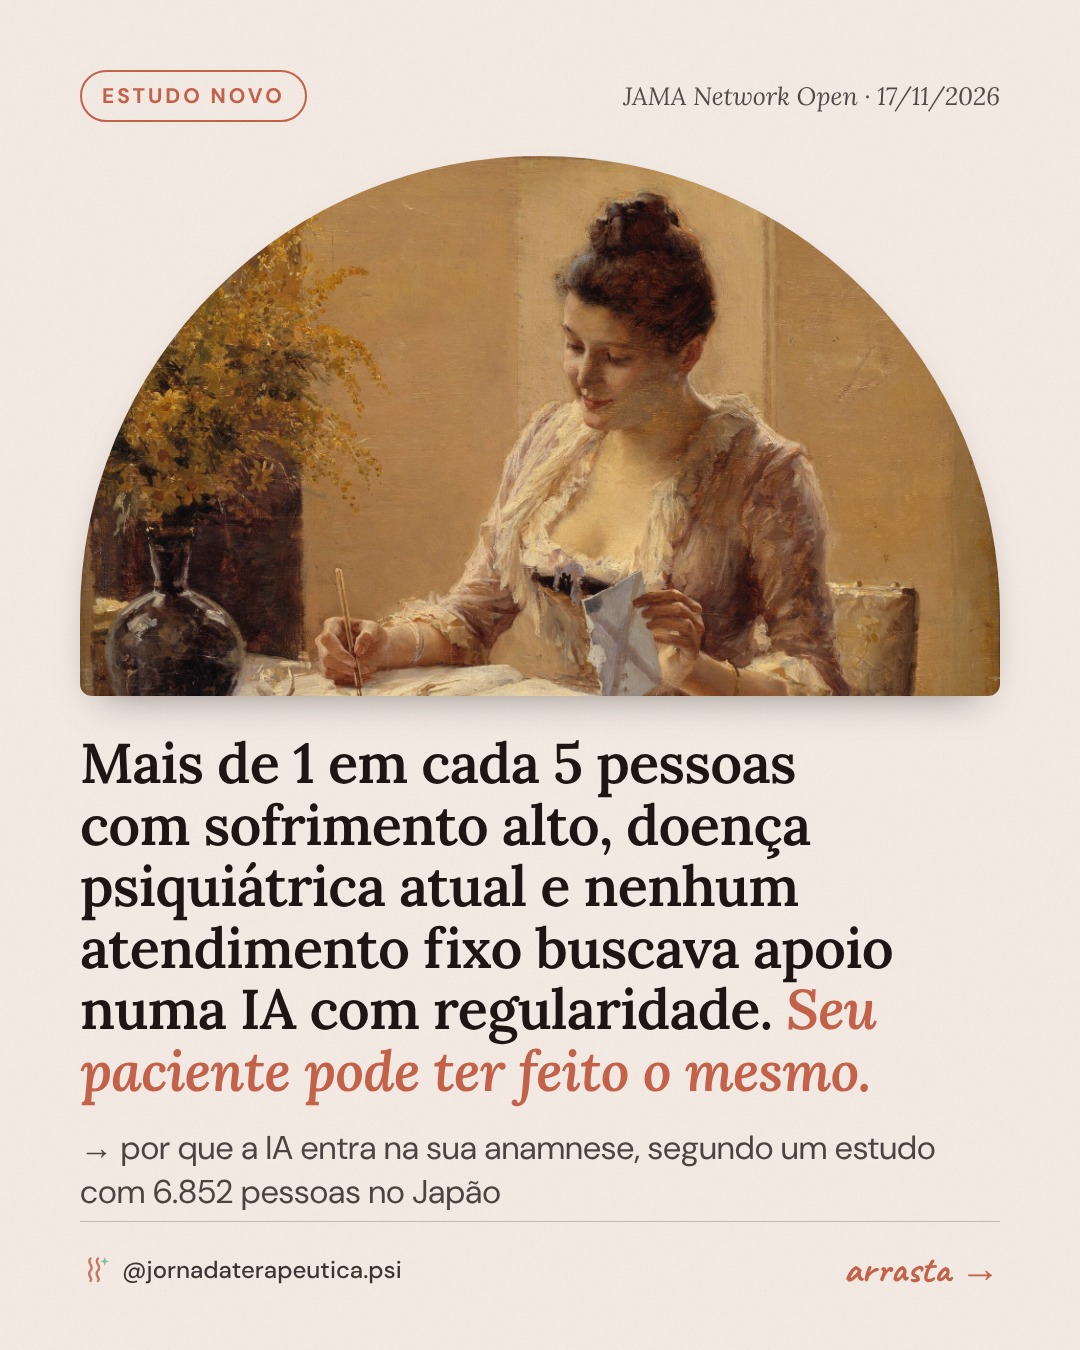 ESTUDO NOVO
JAMA Network Open · 17/11/2026
Mais de 1 em cada 5 pessoas
com sofrimento alto, doença
psiquiátrica atual e nenhum
atendimento fixo buscava apoio
numa IA com regularidade. Seu
paciente pode ter feito o mesmo.
→ por que a IA entra na sua anamnese, segundo um estudo
com 6.852 pessoas no Japão
@jornadaterapeutica.psi
arrasta →